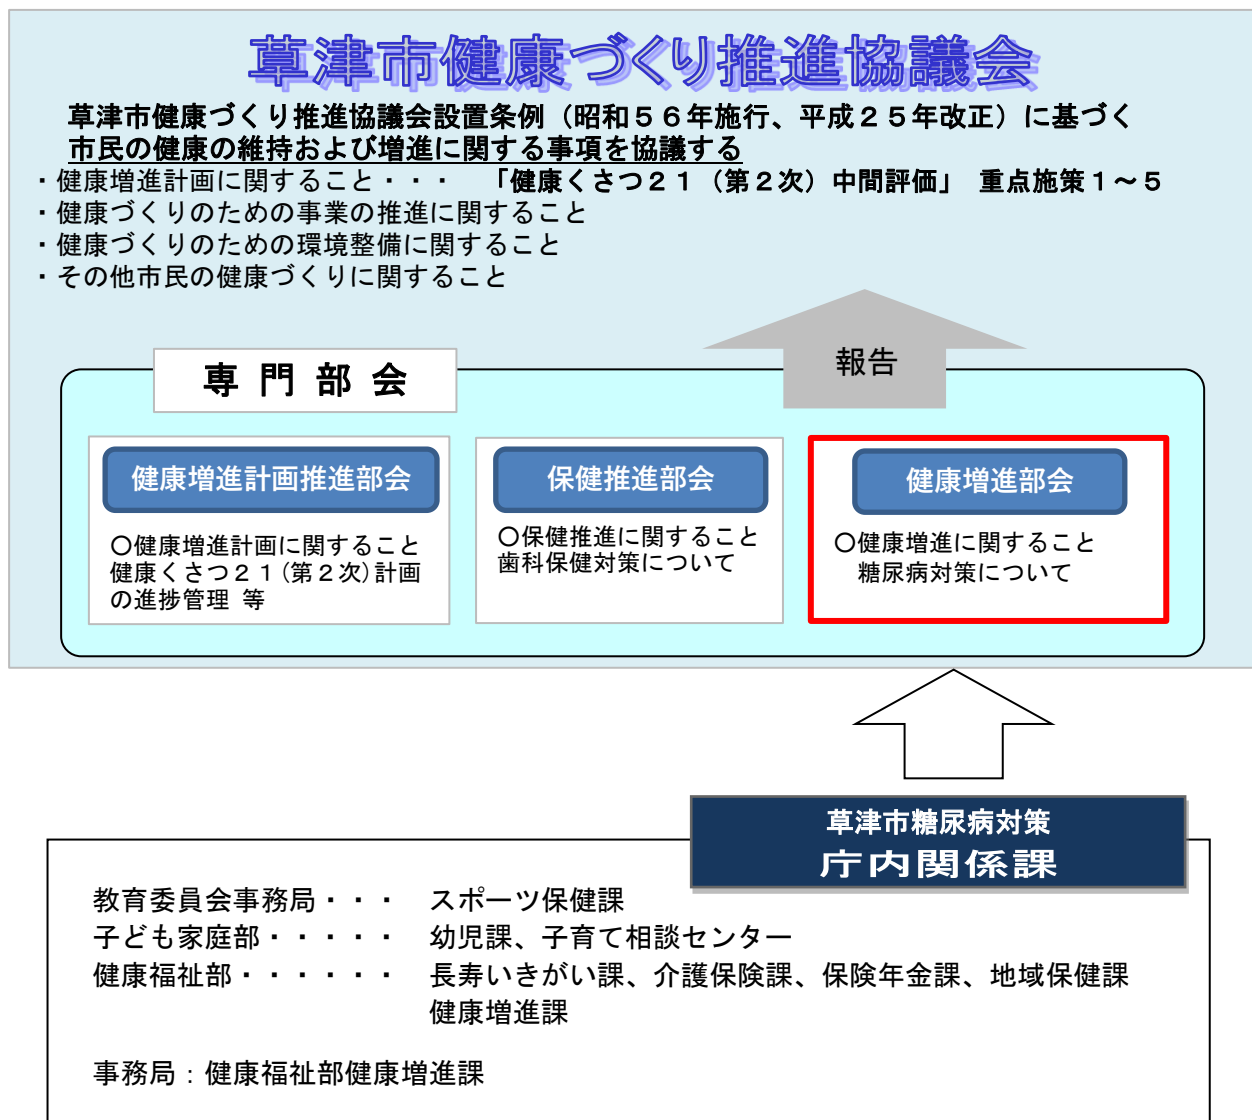 草津市健康づくり推進協議会
草津市健康づくり推進協議会設置条例（昭和５６年施行、平成２５年改正）に基づく
市民の健康の維持および増進に関する事項を協議する
・健康増進計画に関すること・・・　「健康くさつ２１（第２次）中間評価」 重点施策１～５
・健康づくりのための事業の推進に関すること
・健康づくりのための環境整備に関すること
・その他市民の健康づくりに関すること
報告
専 門 部 会
健康増進計画推進部会
〇健康増進計画に関すること
健康くさつ２１(第２次)計画
の進捗管理 等
保健推進部会
〇保健推進に関すること
歯科保健対策について
健康増進部会
〇健康増進に関すること
糖尿病対策について
草津市糖尿病対策
庁内関係課
教育委員会事務局・・・　スポーツ保健課
子ども家庭部・・・・・　幼児課、子育て相談センター
健康福祉部・・・・・・　長寿いきがい課、介護保険課、保険年金課、地域保健課
健康増進課
事務局：健康福祉部健康増進課